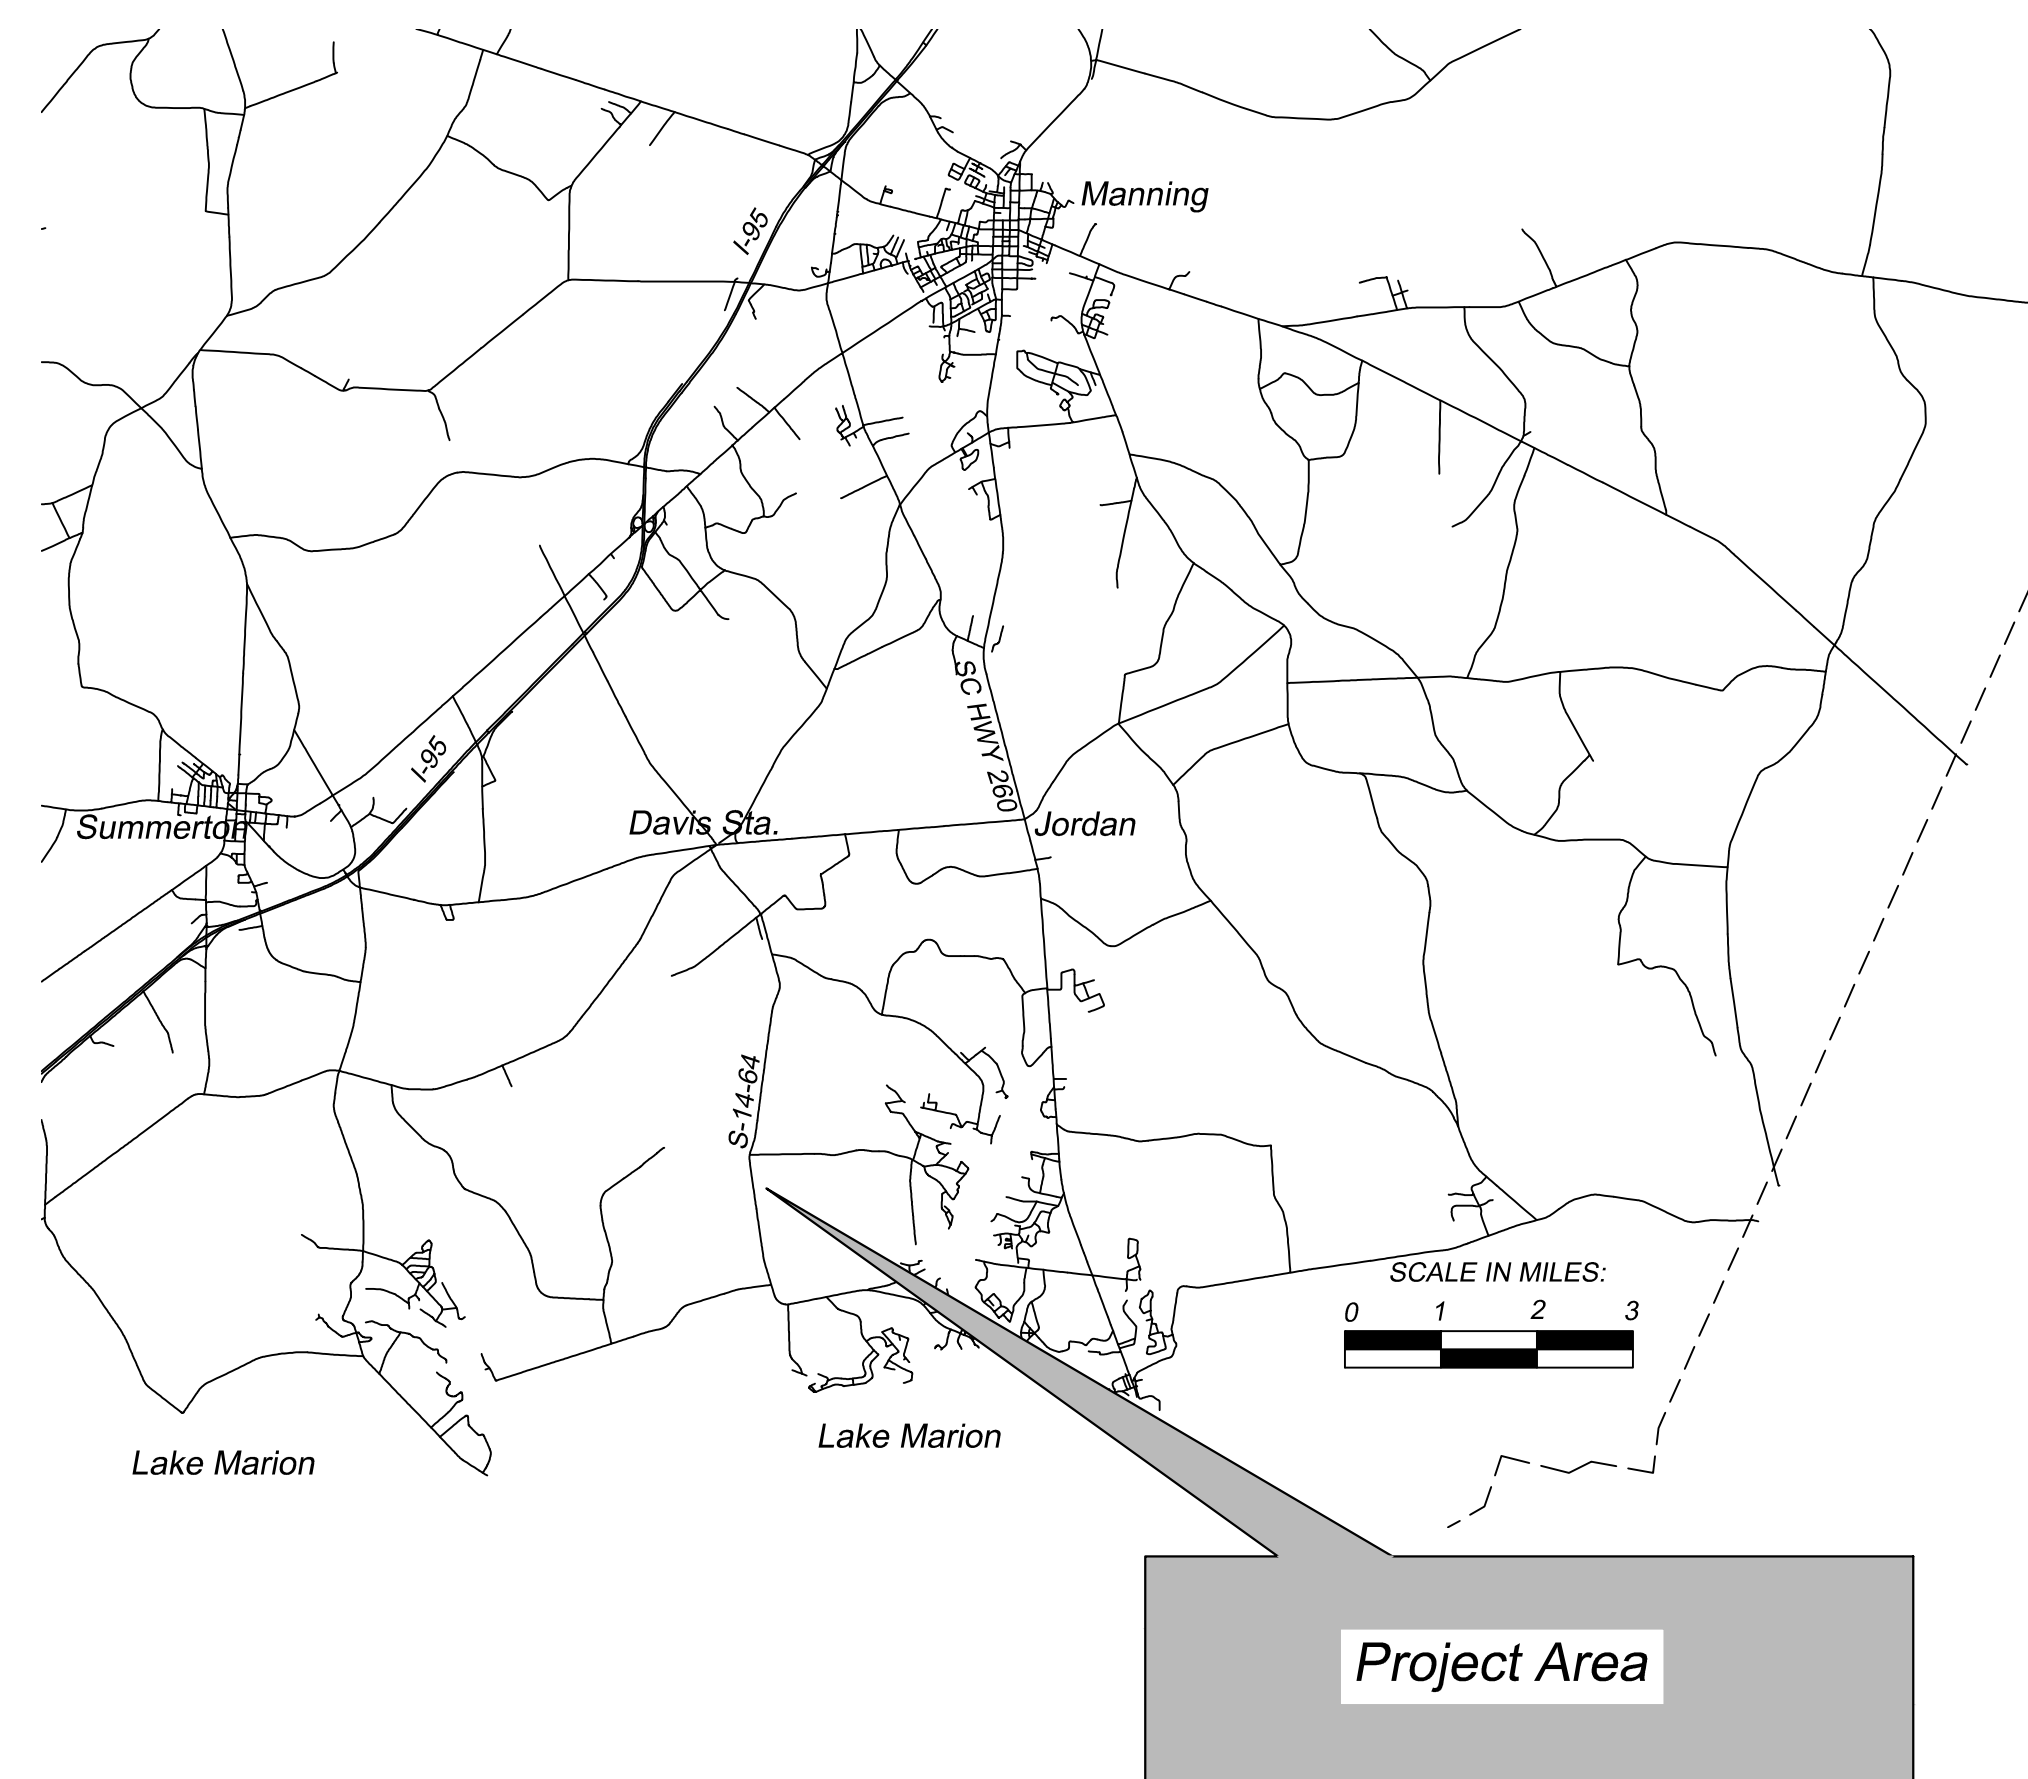 Manning
I-95
SC HWY 260
I-95
Summerton
Davis Sta.
Jordan
S-14-64
SCALE IN MILES:
0 1 2 3
Lake Marion
Lake Marion
Project Area